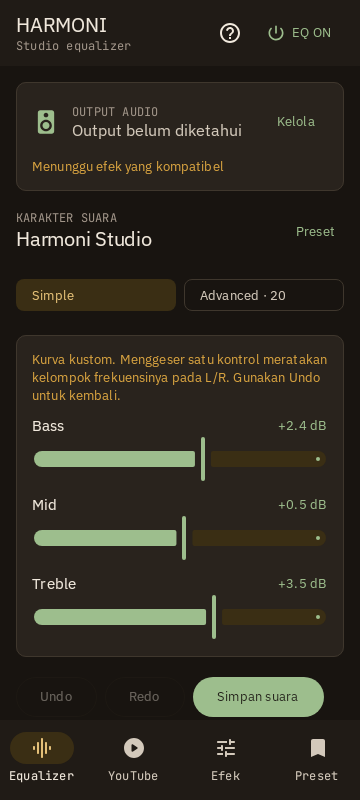 HARMONI
Studio equalizer
EQ ON
OUTPUT AUDIO
Output belum diketahui
Kelola
Menunggu efek yang kompatibel
KARAKTER SUARA
Harmoni Studio
Preset
Simple
Advanced · 20
Kurva kustom. Menggeser satu kontrol meratakan
kelompok frekuensinya pada L/R. Gunakan Undo
untuk kembali.
Bass
+2.4 dB
Mid
+0.5 dB
Treble
+3.5 dB
Undo
Redo
Simpan suara
Equalizer
YouTube
Efek
Preset